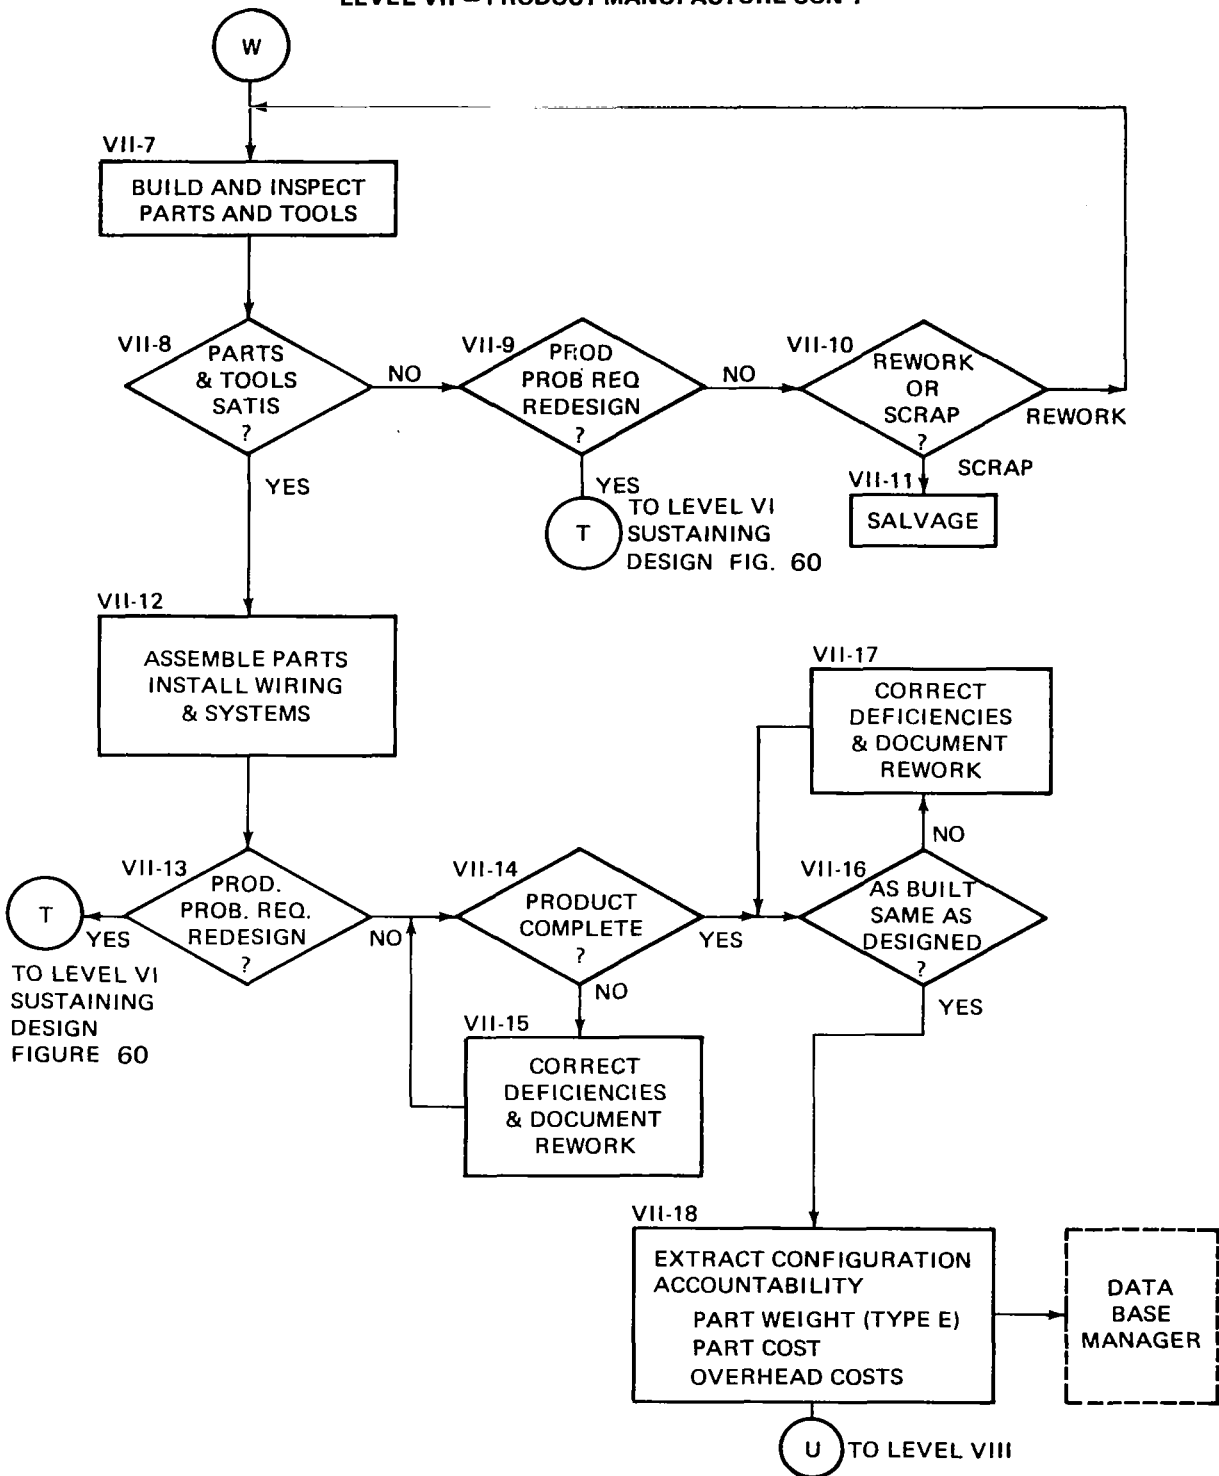 LEVEL VII – PRODUCT MANUFACTURE CON'T
W
VII-7
BUILD AND INSPECT
PARTS AND TOOLS
VII-8
PARTS
& TOOLS
SATIS
?
NO
YES
VII-9
PROD
PROB REQ
REDESIGN
?
NO
YES
T
TO LEVEL VI
SUSTAINING
DESIGN FIG. 60
VII-10
REWORK
OR
SCRAP
?
REWORK
SCRAP
VII-11
SALVAGE
VII-12
ASSEMBLE PARTS
INSTALL WIRING
& SYSTEMS
VII-13
PROD.
PROB. REQ.
REDESIGN
?
YES
NO
T
TO LEVEL VI
SUSTAINING
DESIGN
FIGURE 60
VII-14
PRODUCT
COMPLETE
?
YES
NO
VII-15
CORRECT
DEFICIENCIES
& DOCUMENT
REWORK
VII-16
AS BUILT
SAME AS
DESIGNED
?
NO
YES
VII-17
CORRECT
DEFICIENCIES
& DOCUMENT
REWORK
VII-18
EXTRACT CONFIGURATION
ACCOUNTABILITY
PART WEIGHT (TYPE E)
PART COST
OVERHEAD COSTS
DATA
BASE
MANAGER
U
TO LEVEL VIII